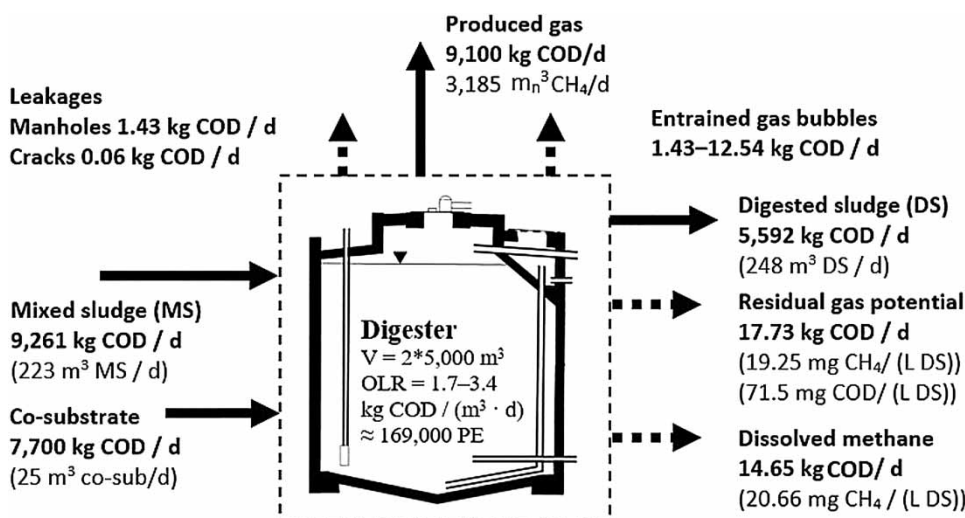 Produced gas
9,100 kg COD/d
3,185 mₙ³CH₄/d
Leakages
Manholes 1.43 kg COD / d
Cracks 0.06 kg COD / d
Entrained gas bubbles
1.43–12.54 kg COD / d
Mixed sludge (MS)
9,261 kg COD / d
(223 m³ MS / d)
Co-substrate
7,700 kg COD / d
(25 m³ co-sub/d)
Digester
V = 2*5,000 m³
OLR = 1.7–3.4
kg COD / (m³ · d)
≈ 169,000 PE
Digested sludge (DS)
5,592 kg COD / d
(248 m³ DS / d)
Residual gas potential
17.73 kg COD / d
(19.25 mg CH₄/ (L DS))
(71.5 mg COD/ (L DS))
Dissolved methane
14.65 kg COD/ d
(20.66 mg CH₄ / (L DS))